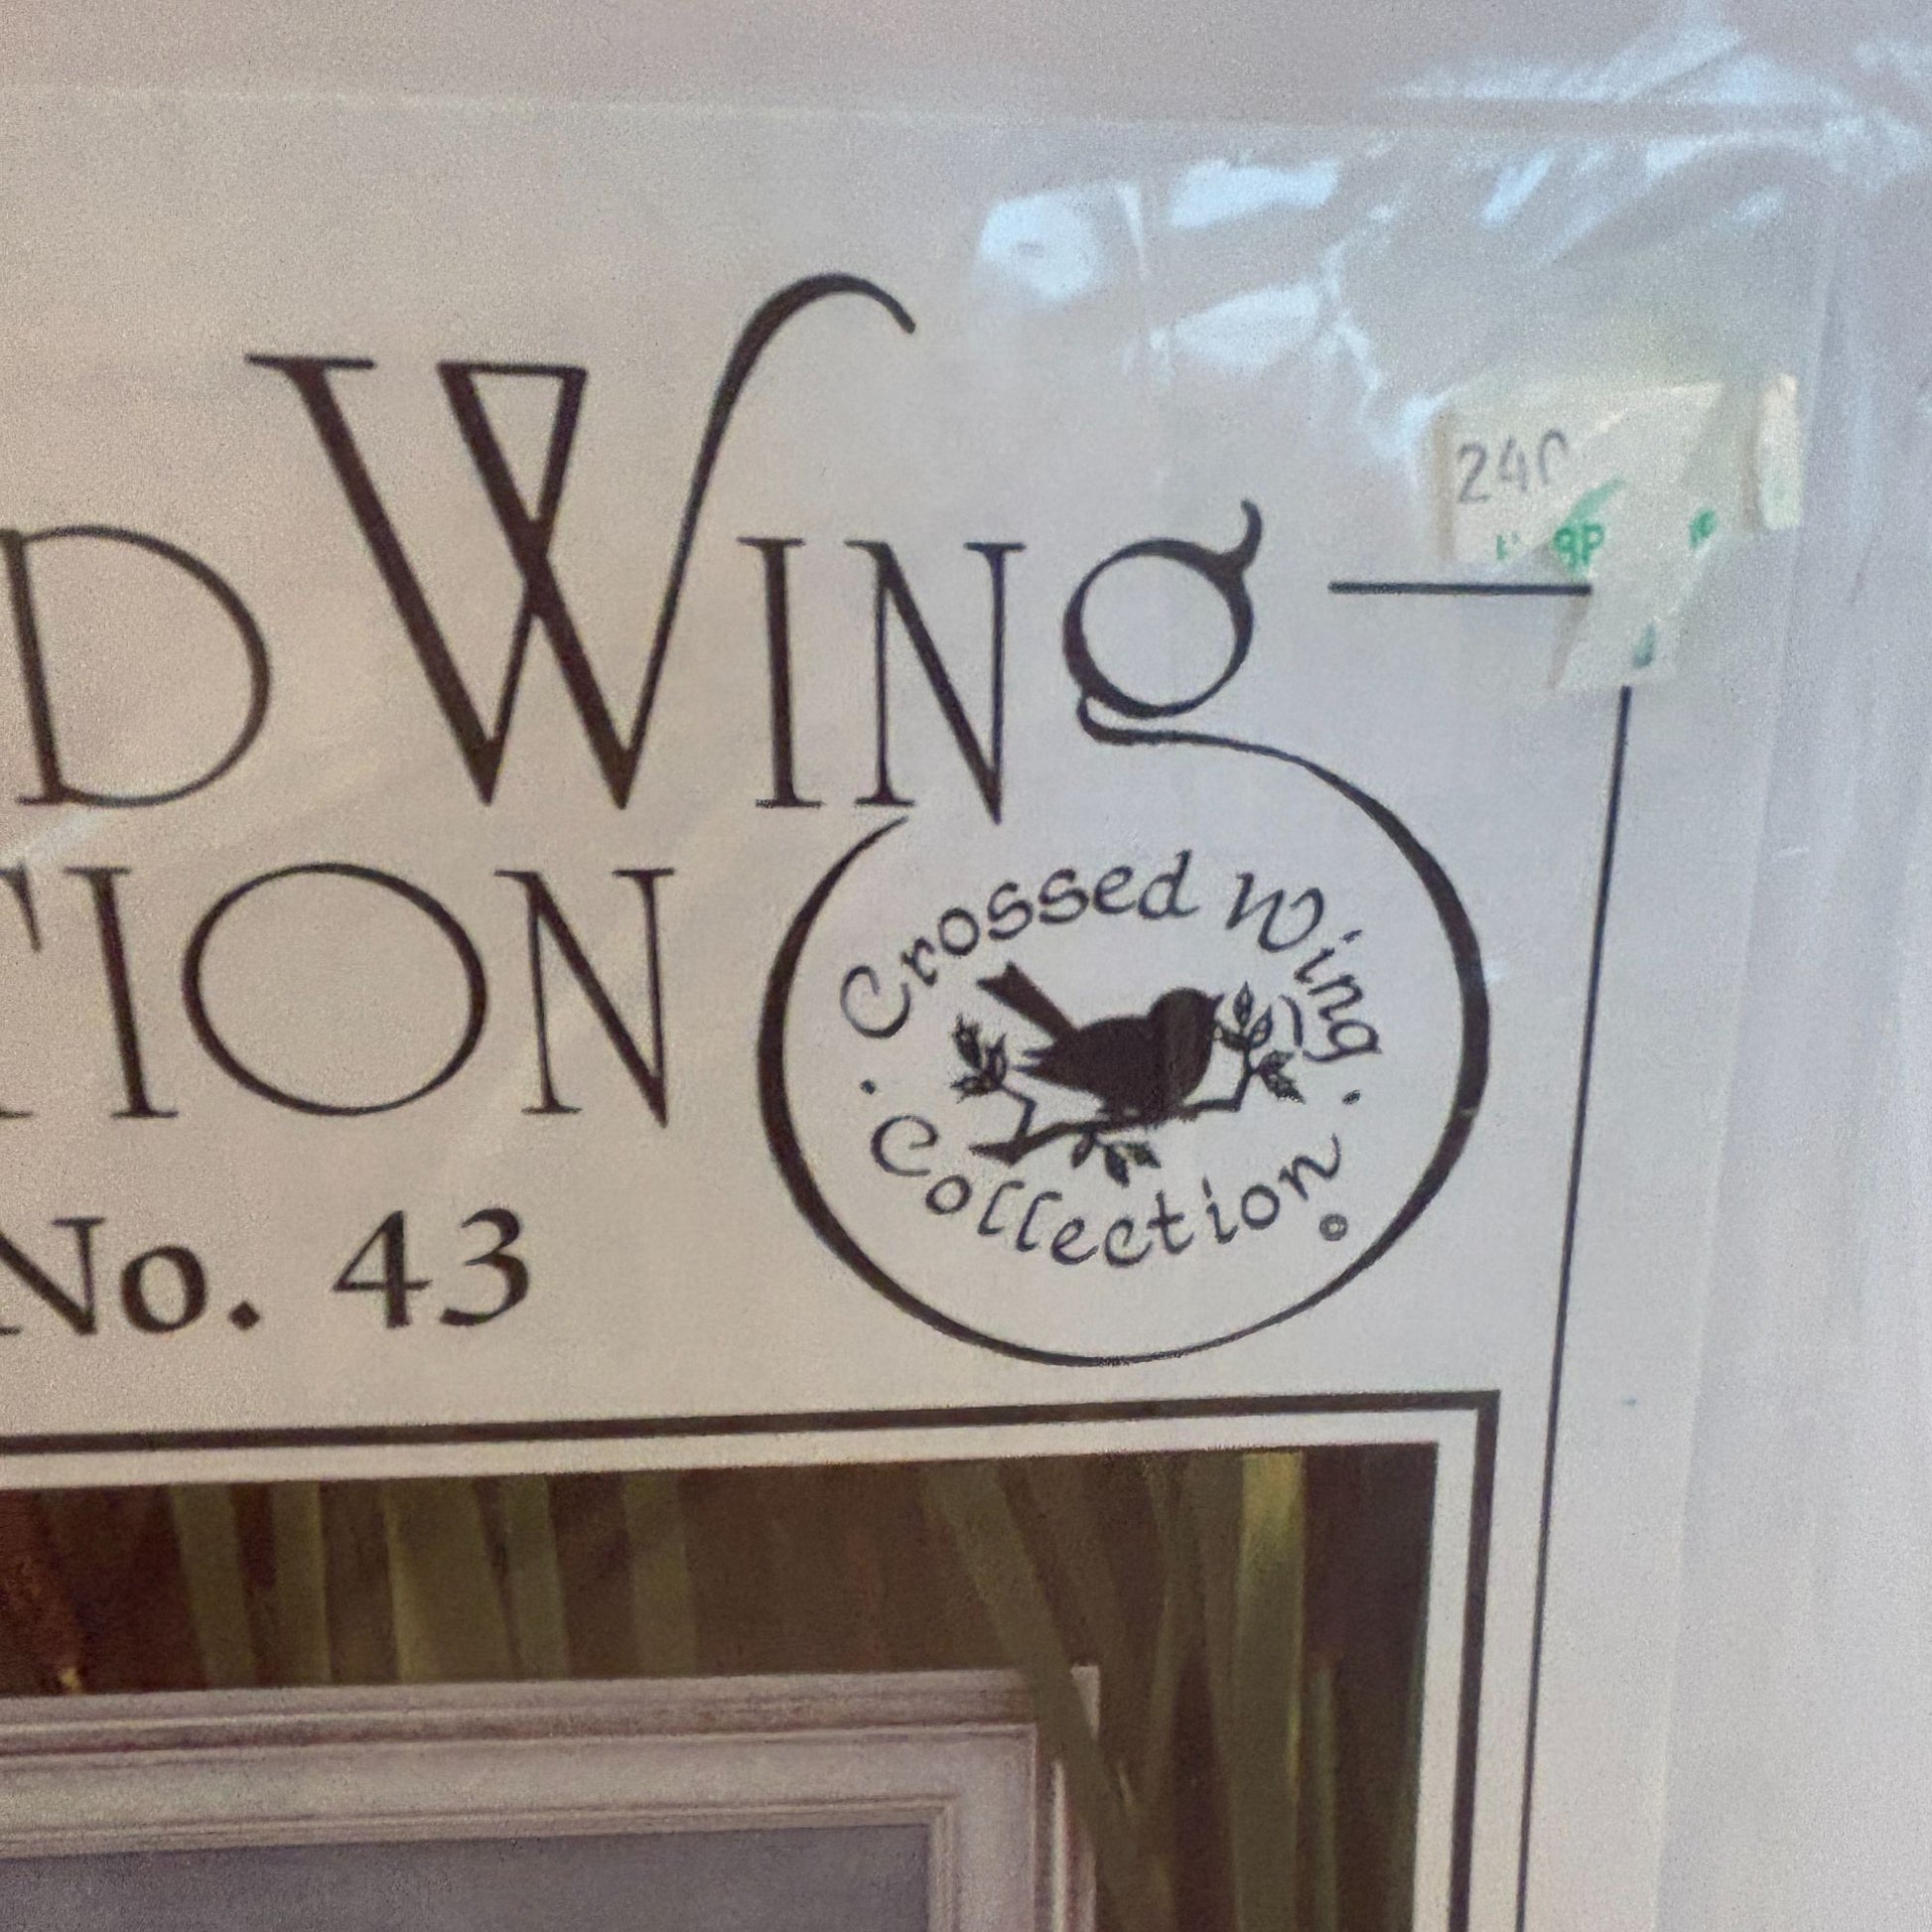 D WING
TION
No. 43
Crossed Wing
· Collection ·
240